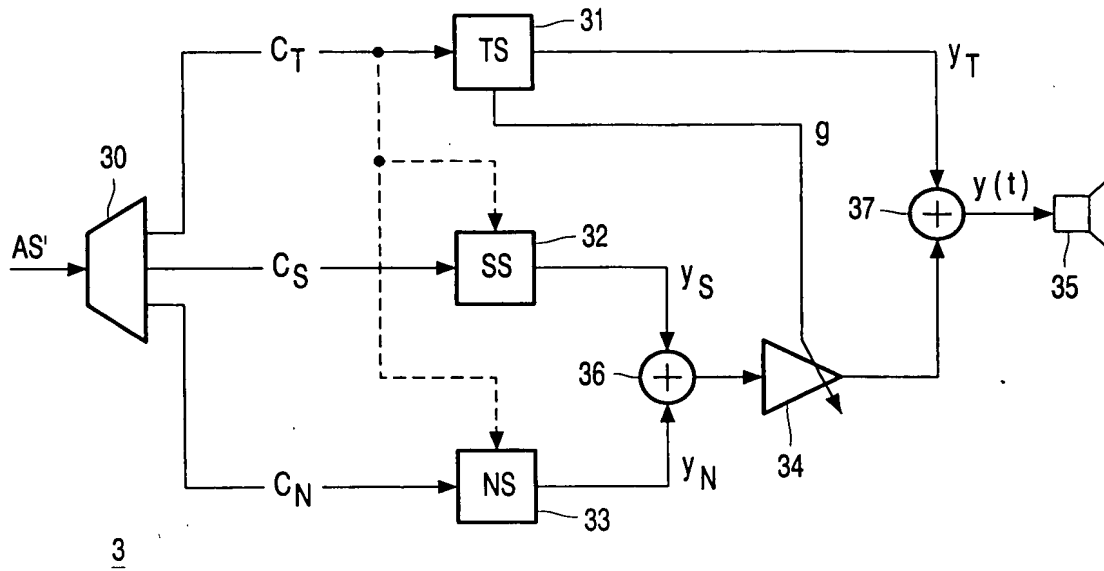 31
C_T
TS
y_T
g
30
AS'
C_S
32
SS
y_S
37
+
y(t)
35
36
+
34
C_N
NS
33
y_N
3